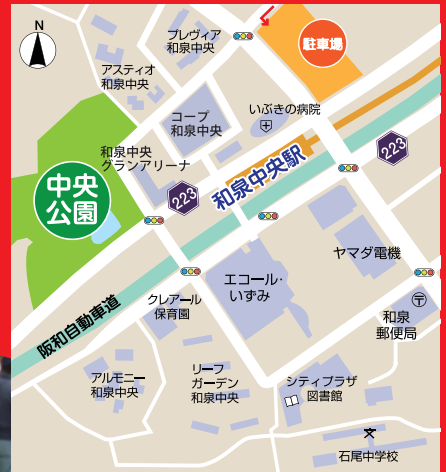 N
プレヴィア
和泉中央
駐車場
アスティオ
和泉中央
コープ
和泉中央
いぶきの病院
和泉中央
グランアリーナ
中央
公園
223
和泉中央駅
223
ヤマダ電機
エコール・
いずみ
阪和自動車道
クレアール
保育園
〒
和泉
郵便局
アルモニー
和泉中央
リーフ
ガーデン
和泉中央
シティプラザ
図書館
文
石尾中学校